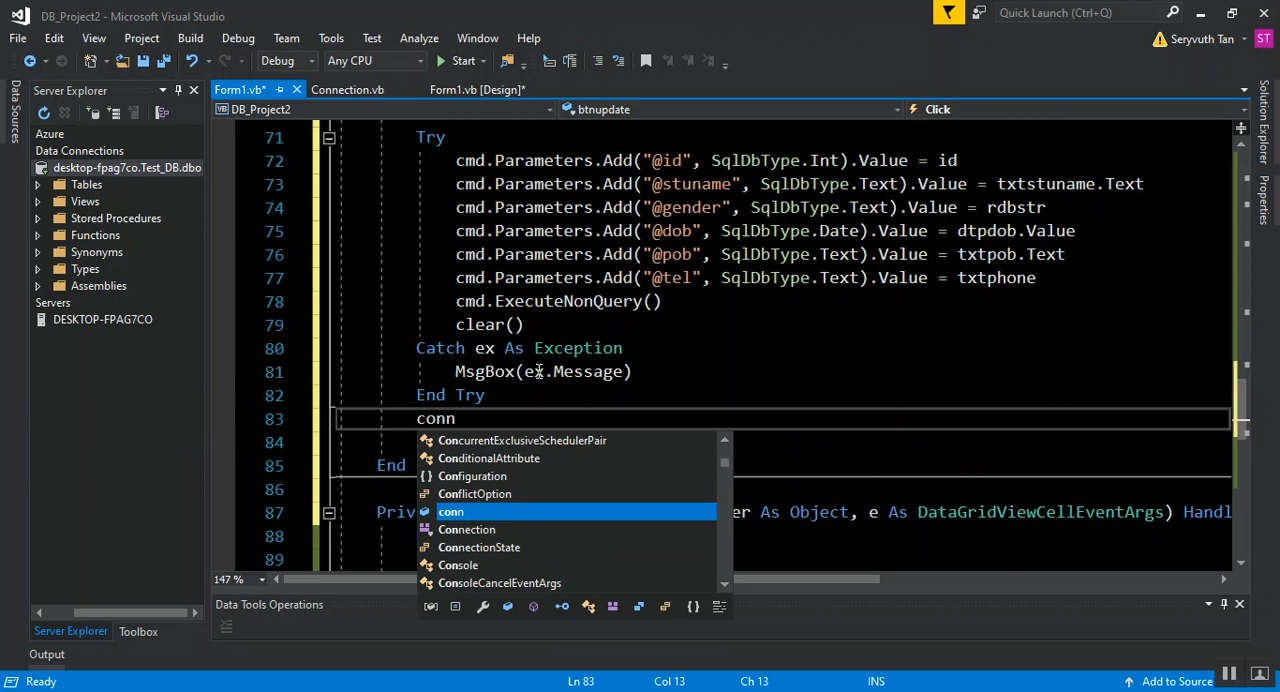 DB_Project2 - Microsoft Visual Studio
Quick Launch (Ctrl+Q)
File Edit View Project Build Debug Team Tools Test Analyze Window Help
Seryvuth Tan ST
Debug Any CPU Start
Data Sources
Server Explorer
Azure
Data Connections
desktop-fpag7co.Test_DB.dbo
Tables
Views
Stored Procedures
Functions
Synonyms
Types
Assemblies
Servers
DESKTOP-FPAG7CO
Server Explorer Toolbox
Form1.vb* Connection.vb Form1.vb [Design]*
DB_Project2 btnupdate Click
71 Try
72 cmd.Parameters.Add("@id", SqlDbType.Int).Value = id
73 cmd.Parameters.Add("@stuname", SqlDbType.Text).Value = txtstuname.Text
74 cmd.Parameters.Add("@gender", SqlDbType.Text).Value = rdbstr
75 cmd.Parameters.Add("@dob", SqlDbType.Date).Value = dtpdob.Value
76 cmd.Parameters.Add("@pob", SqlDbType.Text).Value = txtpob.Text
77 cmd.Parameters.Add("@tel", SqlDbType.Text).Value = txtphone
78 cmd.ExecuteNonQuery()
79 clear()
80 Catch ex As Exception
81 MsgBox(ex.Message)
82 End Try
83 conn
84
85 End
86
87 Priv er As Object, e As DataGridViewCellEventArgs) Handl
88
89
ConcurrentExclusiveSchedulerPair
ConditionalAttribute
Configuration
ConflictOption
conn
Connection
ConnectionState
Console
ConsoleCancelEventArgs
147 %
Data Tools Operations
Solution Explorer
Properties
Output
Ready Ln 83 Col 13 Ch 13 INS Add to Source